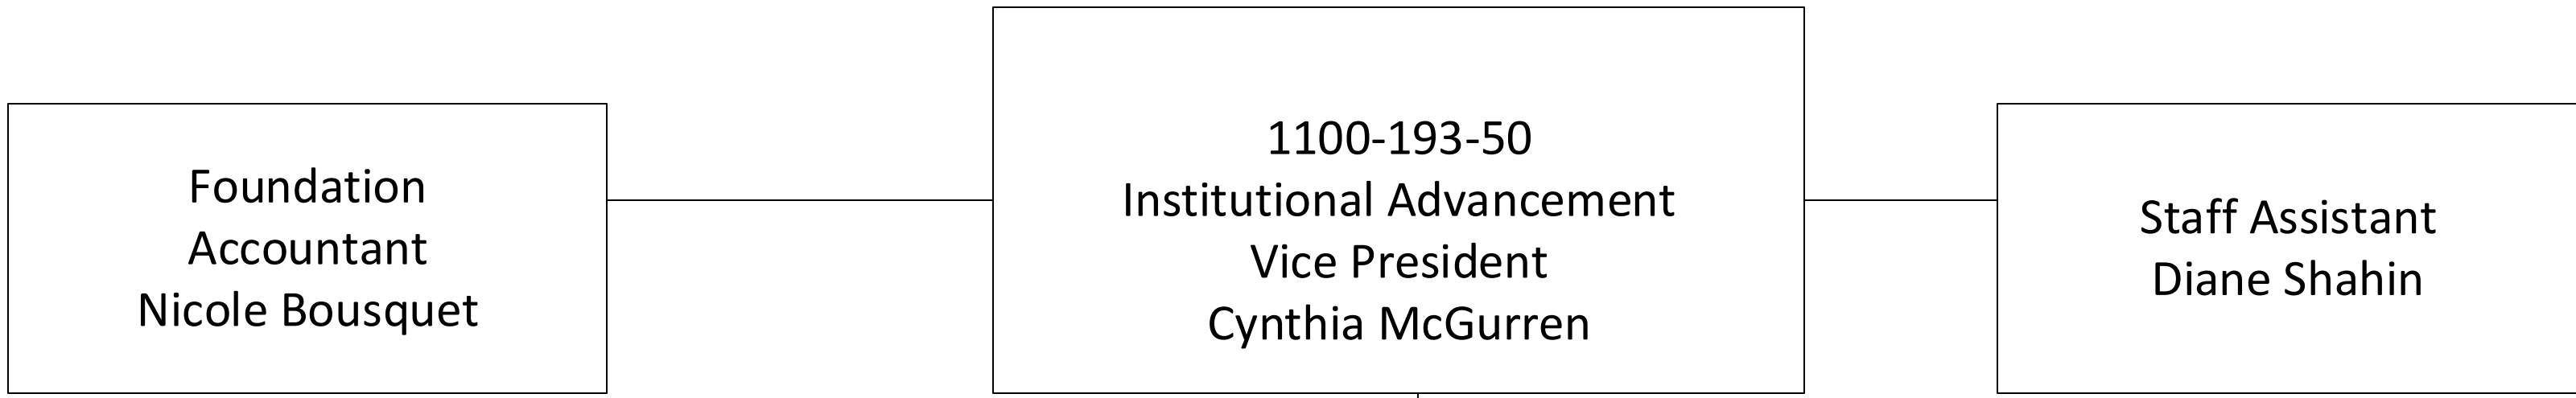 Foundation
Accountant
Nicole Bousquet
1100-193-50
Institutional Advancement
Vice President
Cynthia McGurren
Staff Assistant
Diane Shahin